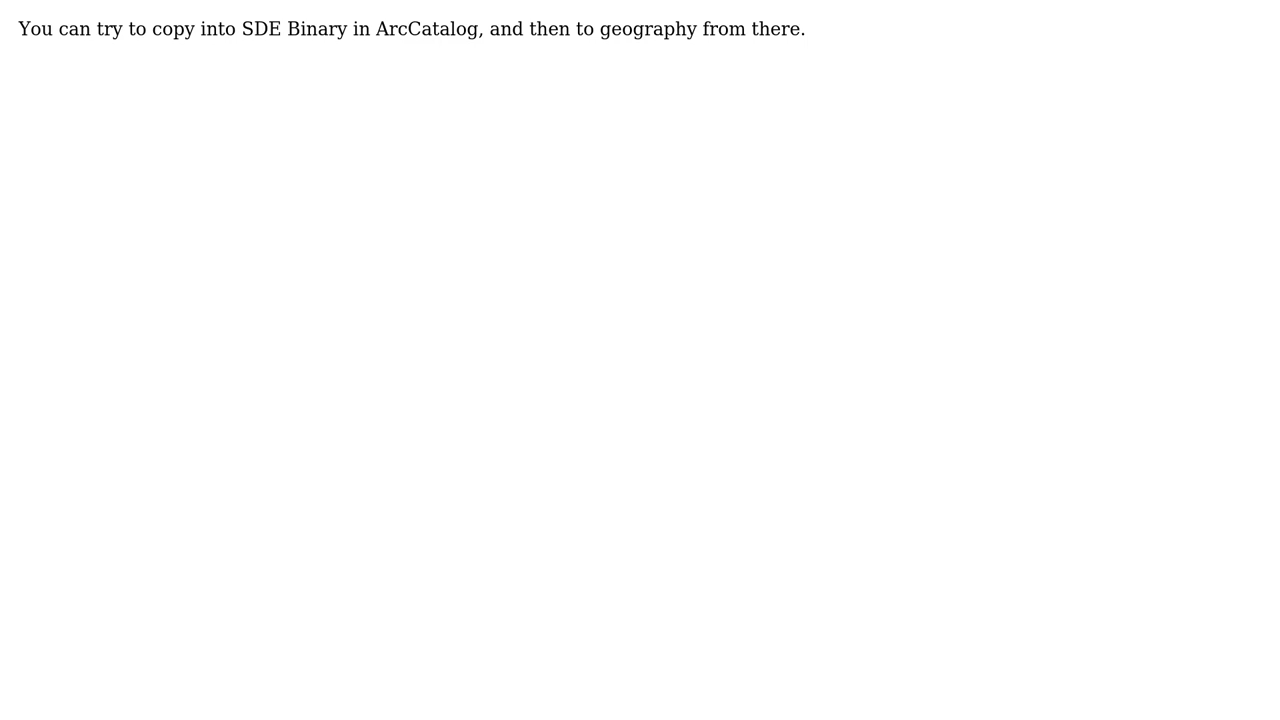 You can try to copy into SDE Binary in ArcCatalog, and then to geography from there.